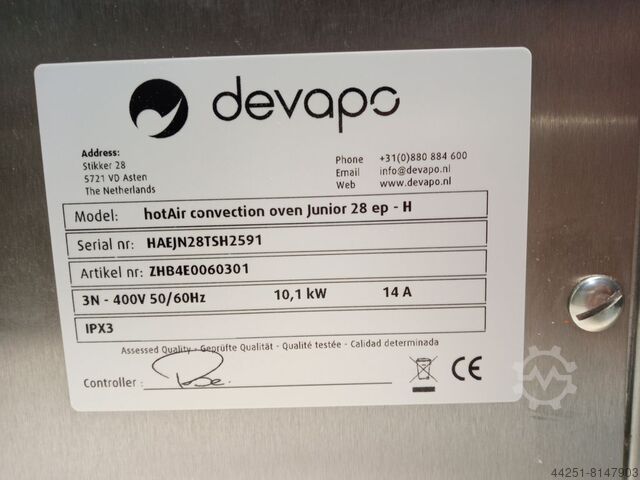 devapo
Address:
Stikker 28
5721 VD Asten
The Netherlands
Phone +31(0)880 884 600
Email info@devapo.nl
Web www.devapo.nl
Model: hotAir convection oven Junior 28 ep - H
Serial nr: HAEJN28TSH2591
Artikel nr: ZHB4E0060301
3N - 400V 50/60Hz 10,1 kW 14 A
IPX3
Assessed Quality - Geprüfte Qualität - Qualité testée - Calidad determinada
Controller :
CE
44251-8147903